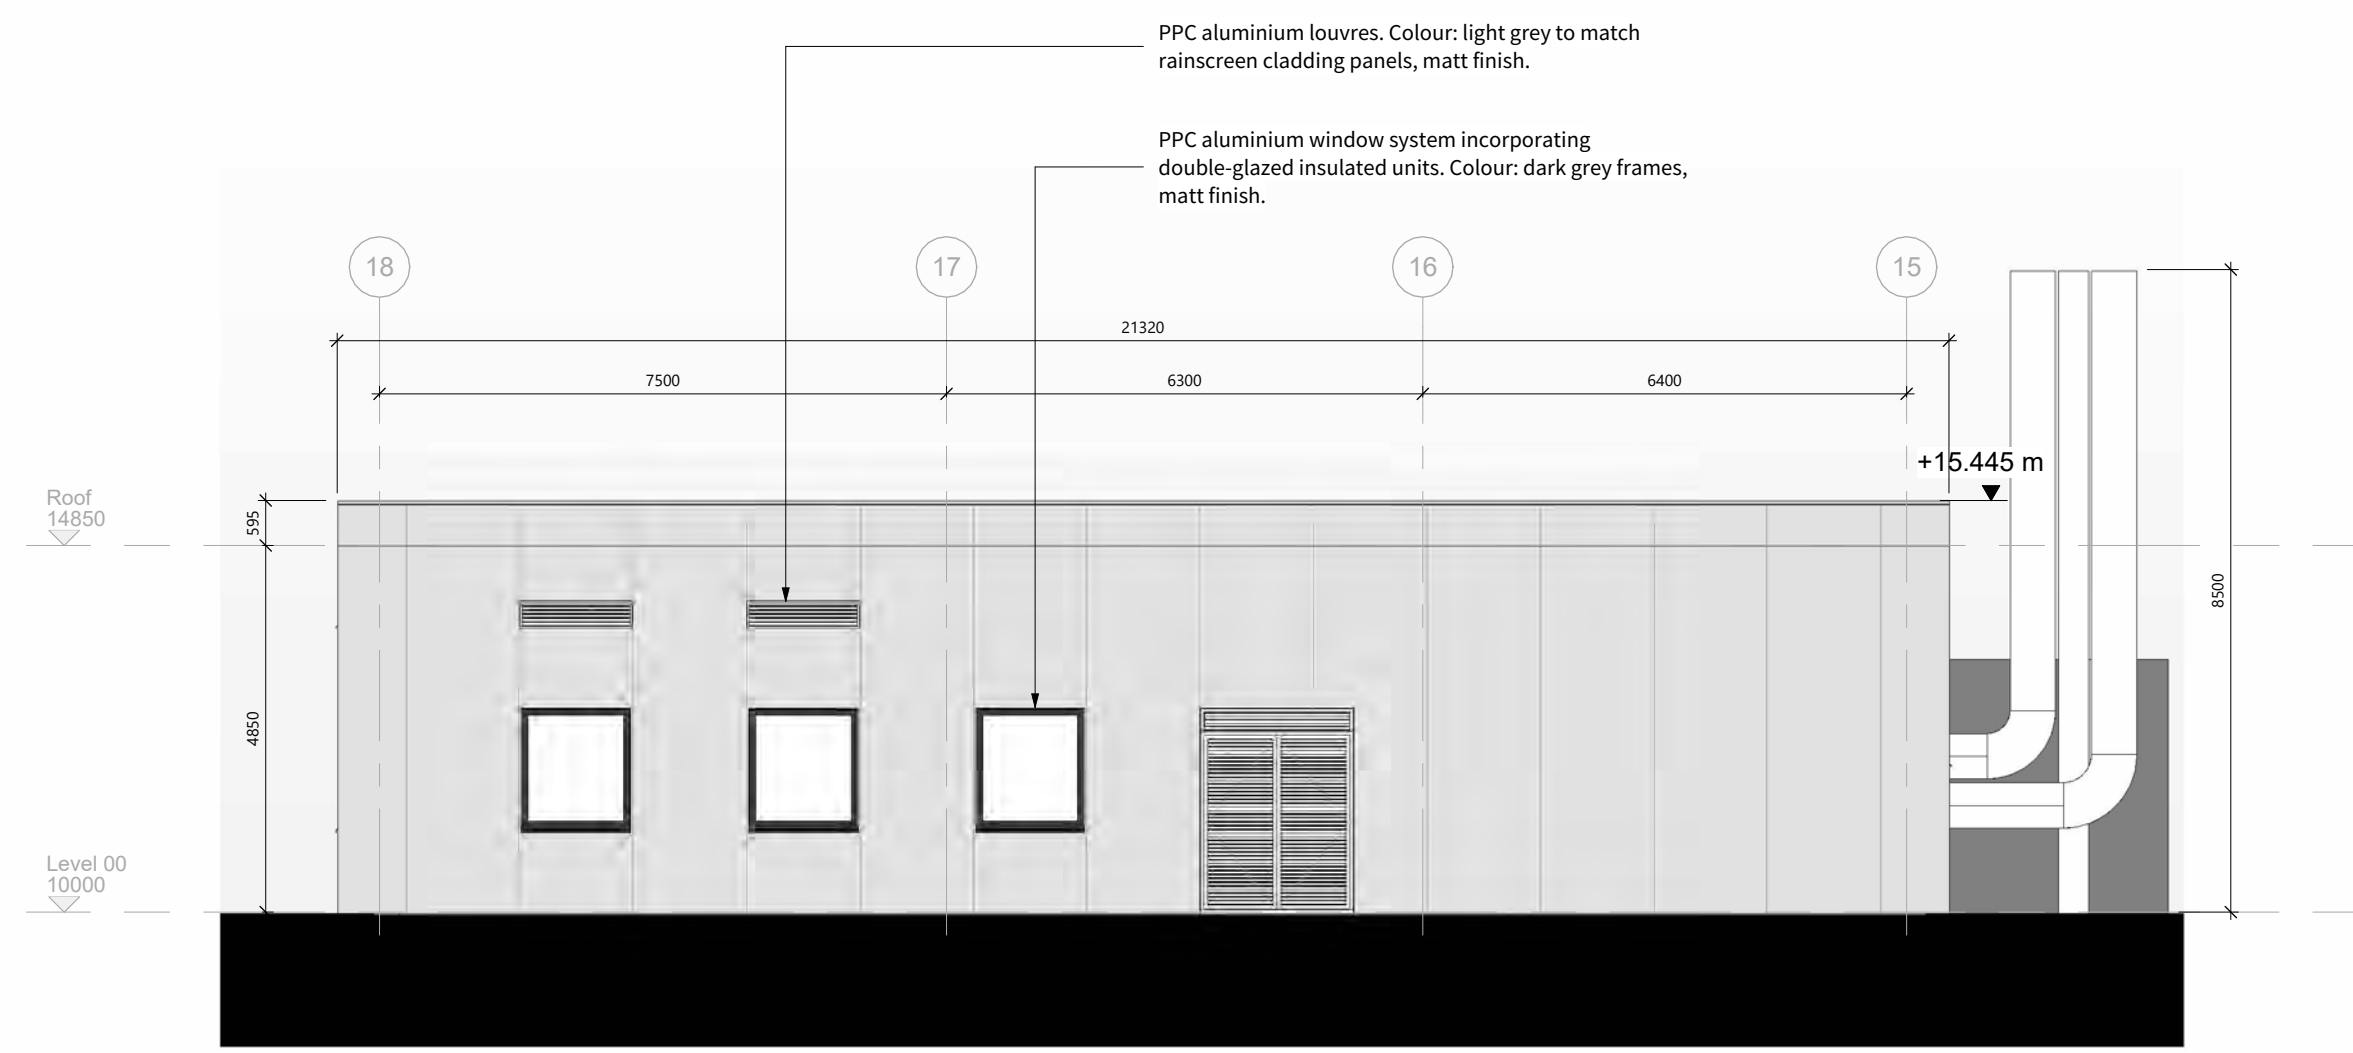 PPC aluminium louvres. Colour: light grey to match
rainscreen cladding panels, matt finish.
PPC aluminium window system incorporating
double-glazed insulated units. Colour: dark grey frames,
matt finish.
18
17
16
15
21320
7500
6300
6400
+15.445 m
Roof
14850
595
8500
4850
Level 00
10000